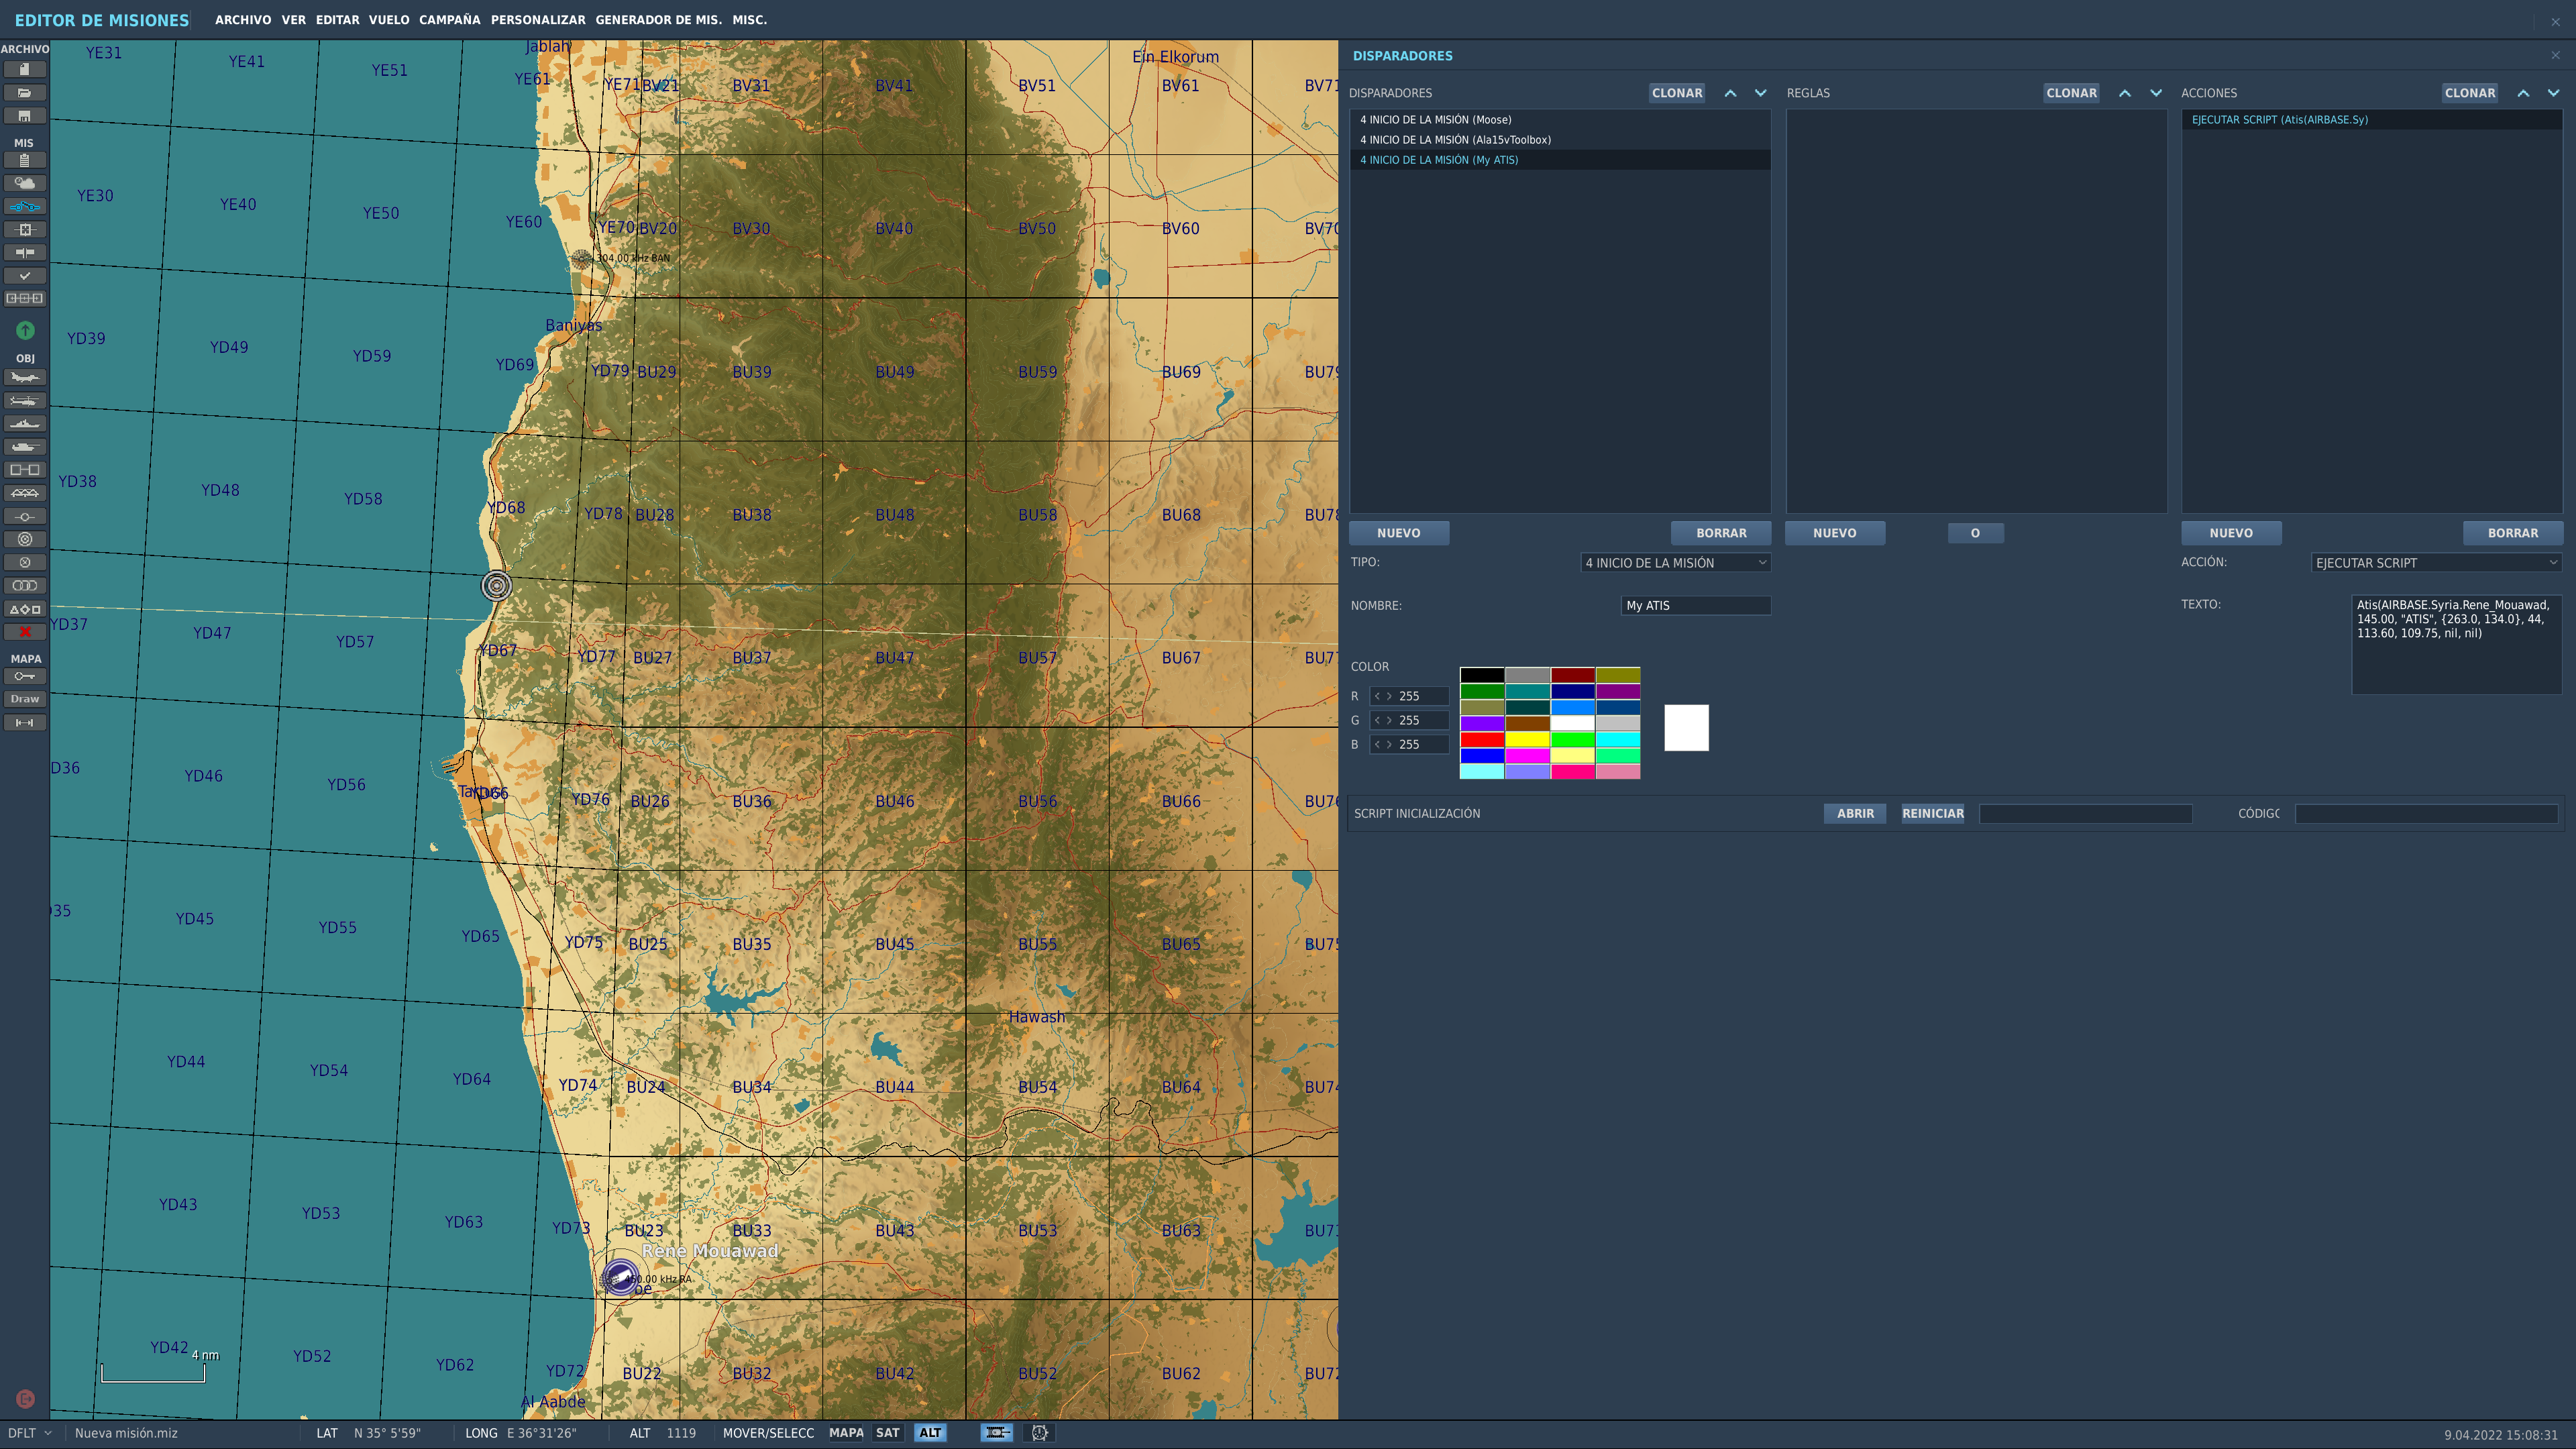 EDITOR DE MISIONES
ARCHIVO VER EDITAR VUELO CAMPAÑA PERSONALIZAR GENERADOR DE MIS. MISC.
ARCHIVO
MIS
OBJ
MAPA
Draw
Jablah
Ein Elkorum
YE31 YE41 YE51 YE61 YE71 BV21 BV31 BV41 BV51 BV61 BV71
YE30 YE40 YE50 YE60 YE70 BV20 BV30 BV40 BV50 BV60 BV70
304.00 kHz BAN
Baniyas
YD39 YD49 YD59 YD69 YD79 BU29 BU39 BU49 BU59 BU69 BU79
YD38 YD48 YD58 YD68 YD78 BU28 BU38 BU48 BU58 BU68 BU78
YD37 YD47 YD57 YD67 YD77 BU27 BU37 BU47 BU57 BU67 BU77
D36 YD46 YD56 YD66 YD76 BU26 BU36 BU46 BU56 BU66 BU76
35 YD45 YD55 YD65 YD75 BU25 BU35 BU45 BU55 BU65 BU75
Hawash
YD44 YD54 YD64 YD74 BU24 BU34 BU44 BU54 BU64 BU74
YD43 YD53 YD63 YD73 BU23 BU33 BU43 BU53 BU63 BU73
Rene Mouawad
450.00 kHz RA
YD42 YD52 YD62 YD72 BU22 BU32 BU42 BU52 BU62 BU72
4 nm
Al Aabde
DISPARADORES
DISPARADORES CLONAR REGLAS CLONAR ACCIONES CLONAR
4 INICIO DE LA MISIÓN (Moose)
4 INICIO DE LA MISIÓN (Ala15vToolbox)
4 INICIO DE LA MISIÓN (My ATIS)
EJECUTAR SCRIPT (Atis(AIRBASE.Sy)
NUEVO BORRAR NUEVO O NUEVO BORRAR
TIPO: 4 INICIO DE LA MISIÓN
NOMBRE: My ATIS
ACCIÓN: EJECUTAR SCRIPT
TEXTO: Atis(AIRBASE.Syria.Rene_Mouawad,
145.00, "ATIS", {263.0, 134.0}, 44,
113.60, 109.75, nil, nil)
COLOR
R 255
G 255
B 255
SCRIPT INICIALIZACIÓN ABRIR REINICIAR CÓDIGO
DFLT Nueva misión.miz LAT N 35° 5'59" LONG E 36°31'26" ALT 1119 MOVER/SELECC MAPA SAT ALT 9.04.2022 15:08:31